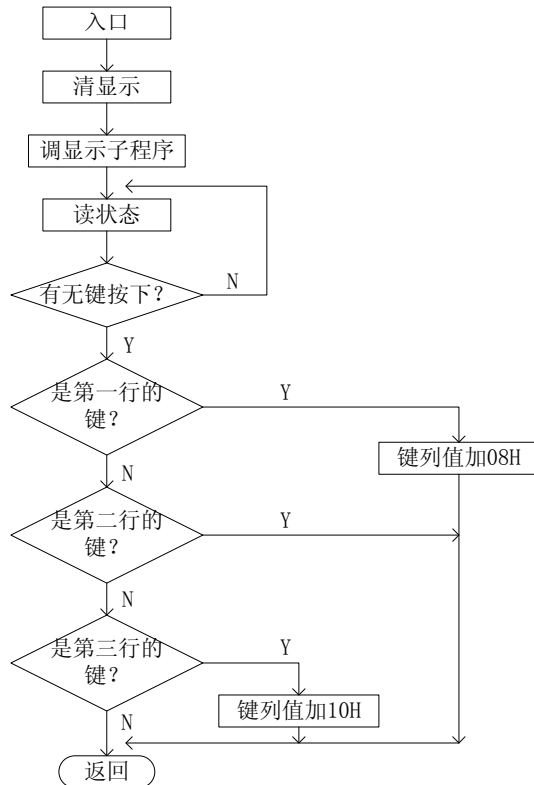 入口
清显示
调显示子程序
读状态
有无键按下？
N
Y
是第一行的
键？
Y
键列值加08H
N
是第二行的
键？
Y
N
是第三行的
键？
Y
键列值加10H
N
返回